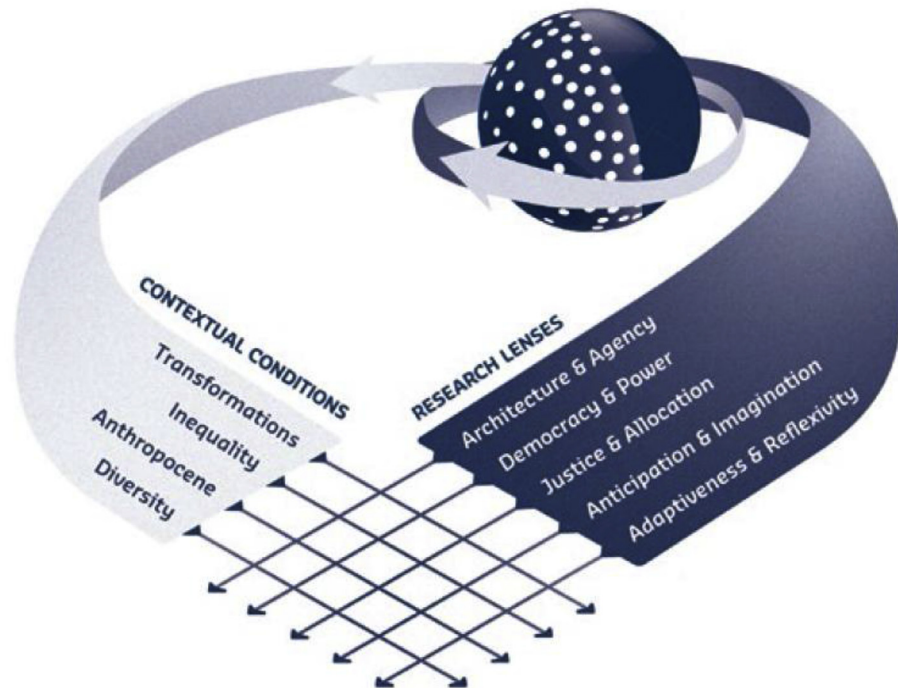 CONTEXTUAL CONDITIONS
Transformations
Inequality
Anthropocene
Diversity
RESEARCH LENSES
Architecture & Agency
Democracy & Power
Justice & Allocation
Anticipation & Imagination
Adaptiveness & Reflexivity